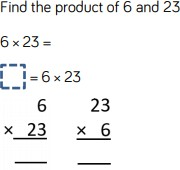 Find the product of 6 and 23
6 × 23 =
= 6 × 23
6 23
× 23 × 6